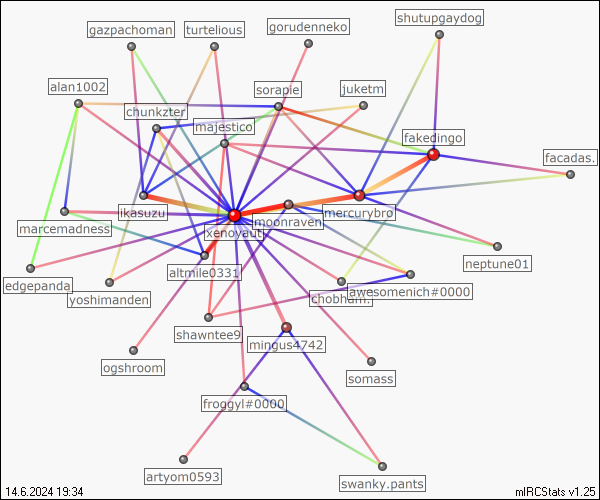 shutupgaydog
gazpachoman
turtelious
gorudenneko
alan1002
sorapie
juketm
chunkzter
majestico
fakedingo
facadas.
ikasuzu
moonraven
mercurybro
marcemadness
xenoyaut
neptune01
altmile0331
edgepanda
yoshimanden
chobham.
awesomenich#0000
shawntee9
mingus4742
ogshroom
somass
froggyl#0000
artyom0593
swanky.pants
14.6.2024 19:34
mIRCStats v1.25